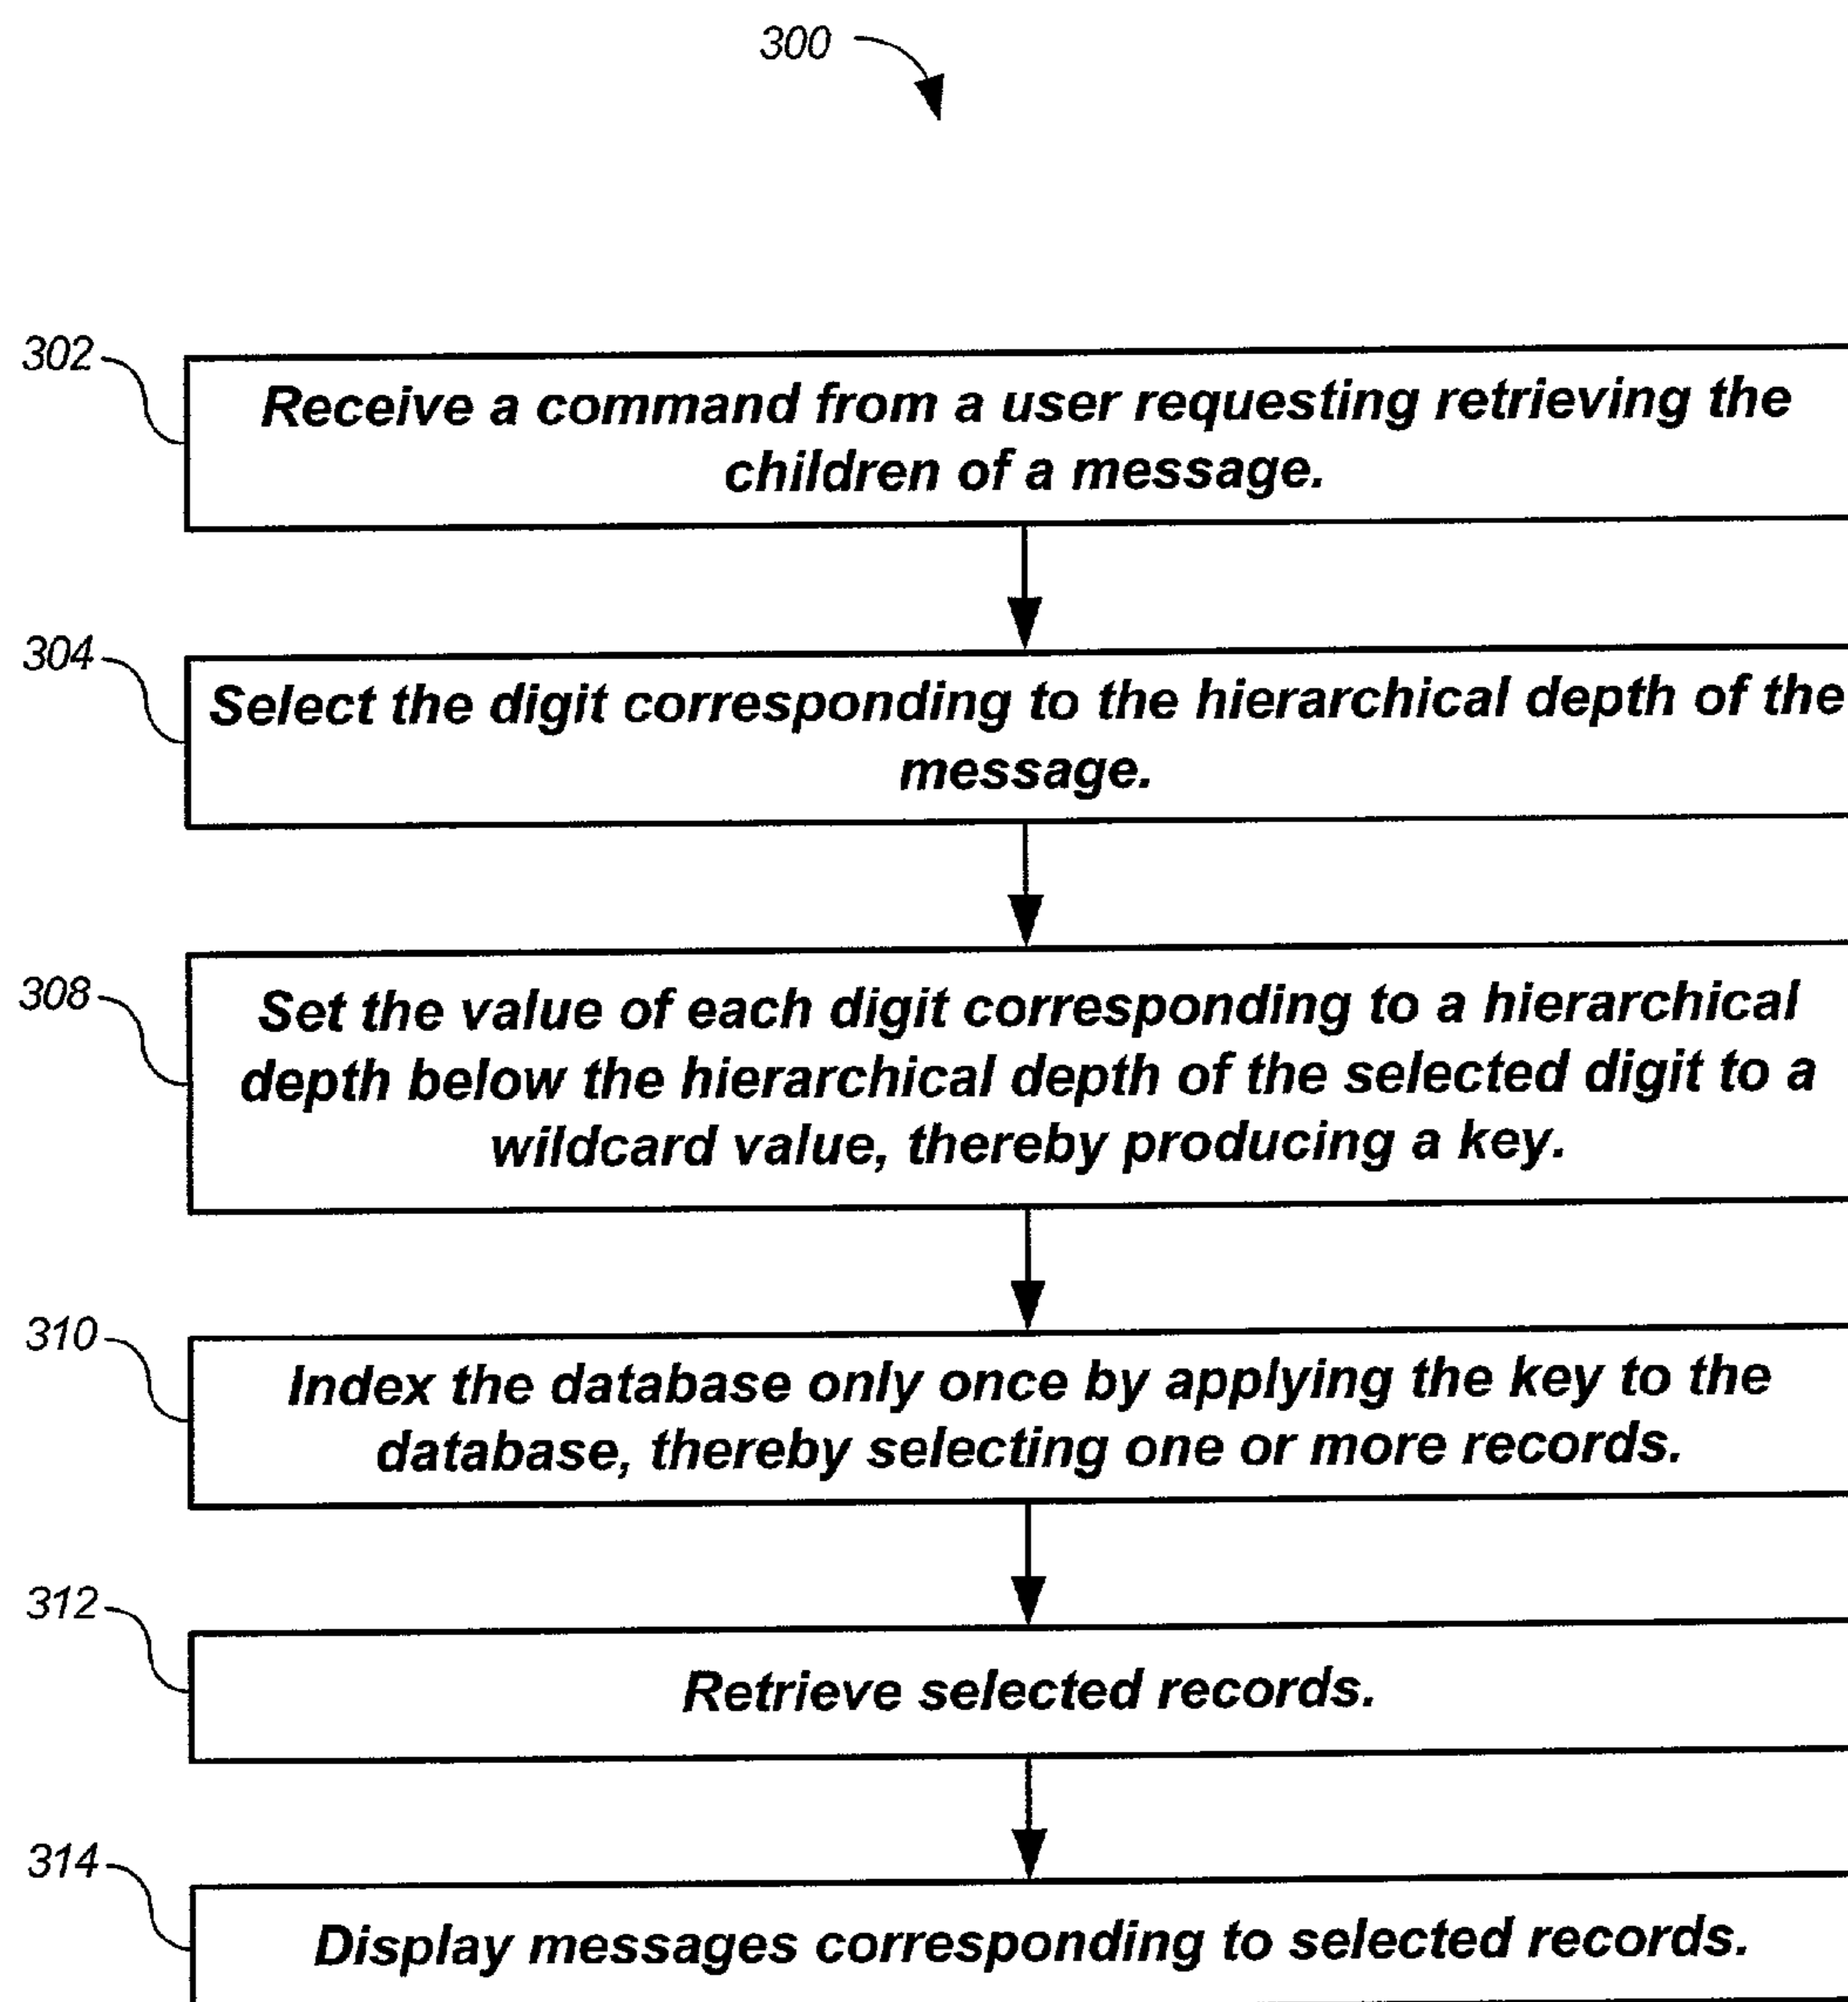 300
302
Receive a command from a user requesting retrieving the
children of a message.
304
Select the digit corresponding to the hierarchical depth of the
message.
308
Set the value of each digit corresponding to a hierarchical
depth below the hierarchical depth of the selected digit to a
wildcard value, thereby producing a key.
310
Index the database only once by applying the key to the
database, thereby selecting one or more records.
312
Retrieve selected records.
314
Display messages corresponding to selected records.